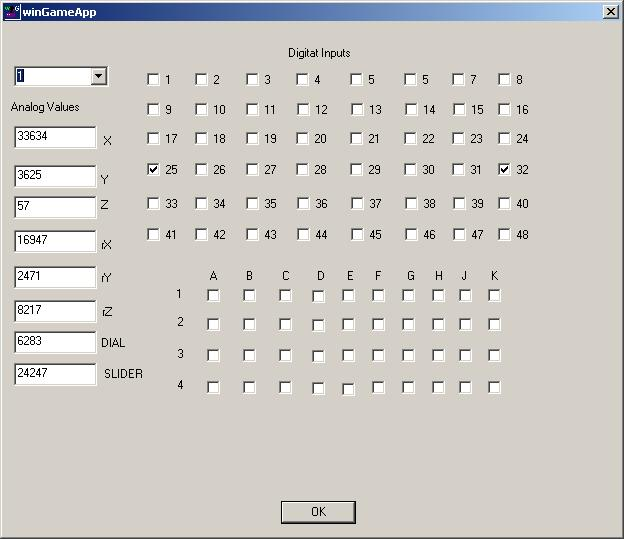 winGameApp
Digitat Inputs
1
1 2 3 4 5 5 7 8
Analog Values
9 10 11 12 13 14 15 16
33634 X
17 18 19 20 21 22 23 24
3625 Y
25 26 27 28 29 30 31 32
57 Z
33 34 35 36 37 38 39 40
16947 rX
41 42 43 44 45 46 47 48
2471 rY
A B C D E F G H J K
1
8217 rZ
2
6283 DIAL
3
24247 SLIDER
4
OK